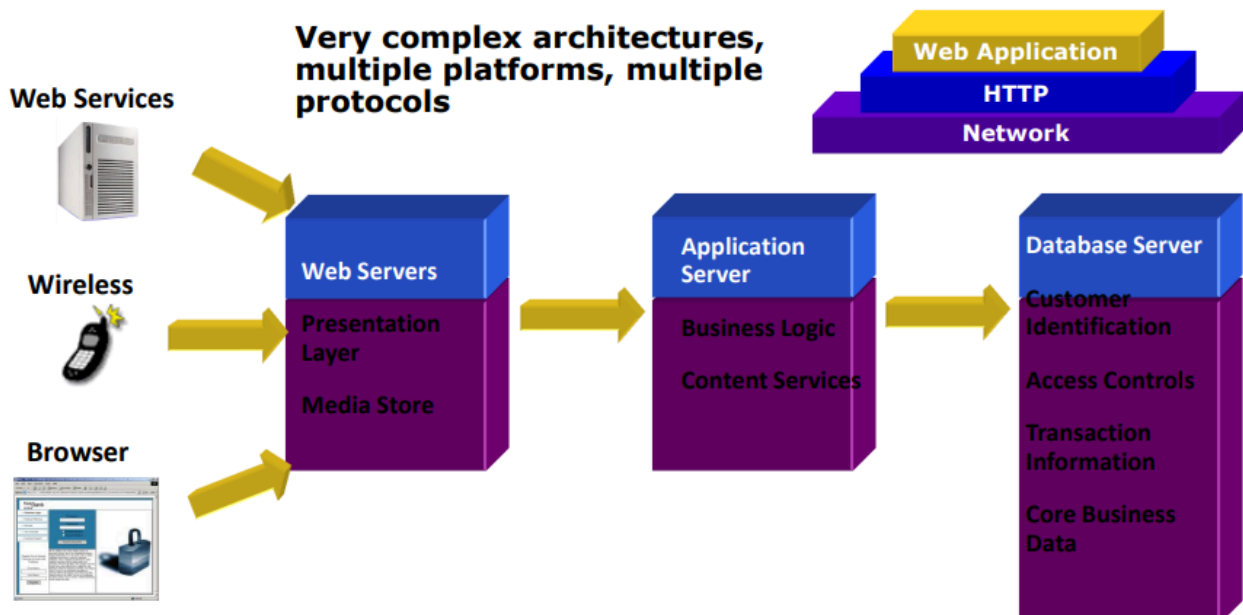 Very complex architectures,
multiple platforms, multiple
protocols
Web Application
HTTP
Network
Web Services
Wireless
Browser
Web Servers
Presentation
Layer
Media Store
Application
Server
Business Logic
Content Services
Database Server
Customer
Identification
Access Controls
Transaction
Information
Core Business
Data